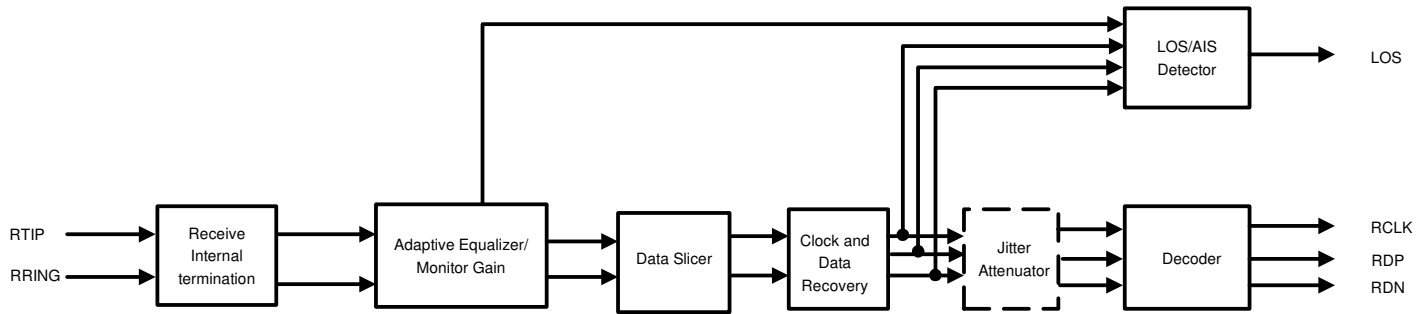 LOS/AIS
Detector
LOS
RTIP
RRING
Receive
Internal
termination
Adaptive Equalizer/
Monitor Gain
Data Slicer
Clock and
Data
Recovery
Jitter
Attenuator
Decoder
RCLK
RDP
RDN